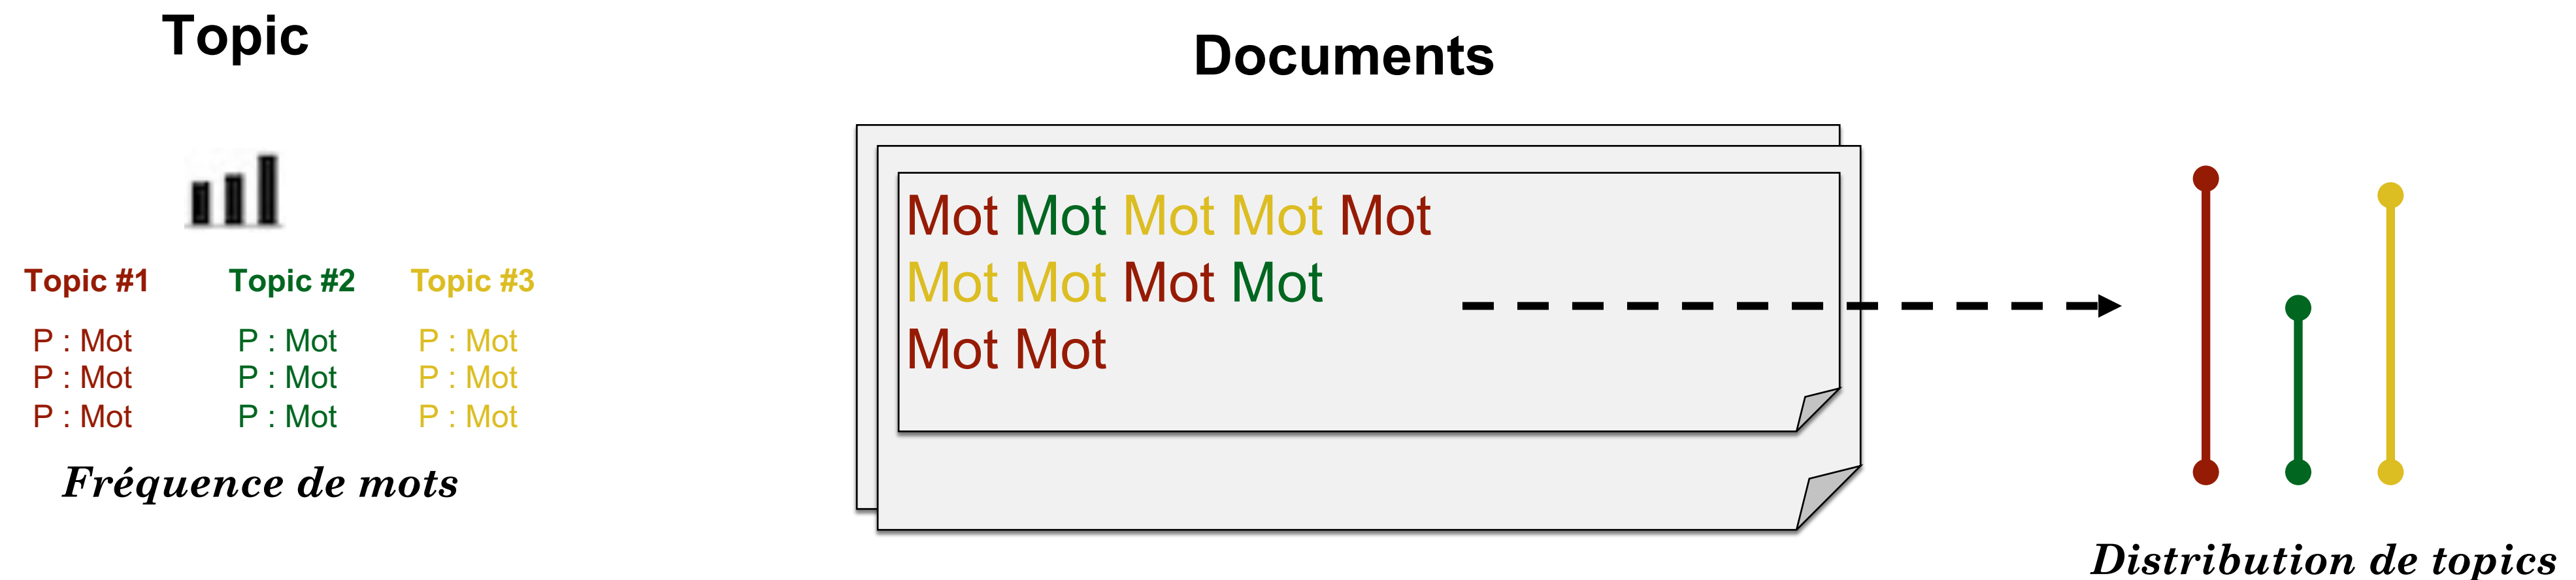 Topic
Topic #1 Topic #2 Topic #3
P : Mot P : Mot P : Mot
P : Mot P : Mot P : Mot
P : Mot P : Mot P : Mot
Fréquence de mots
Documents
Mot Mot Mot Mot Mot
Mot Mot Mot Mot
Mot Mot
Distribution de topics